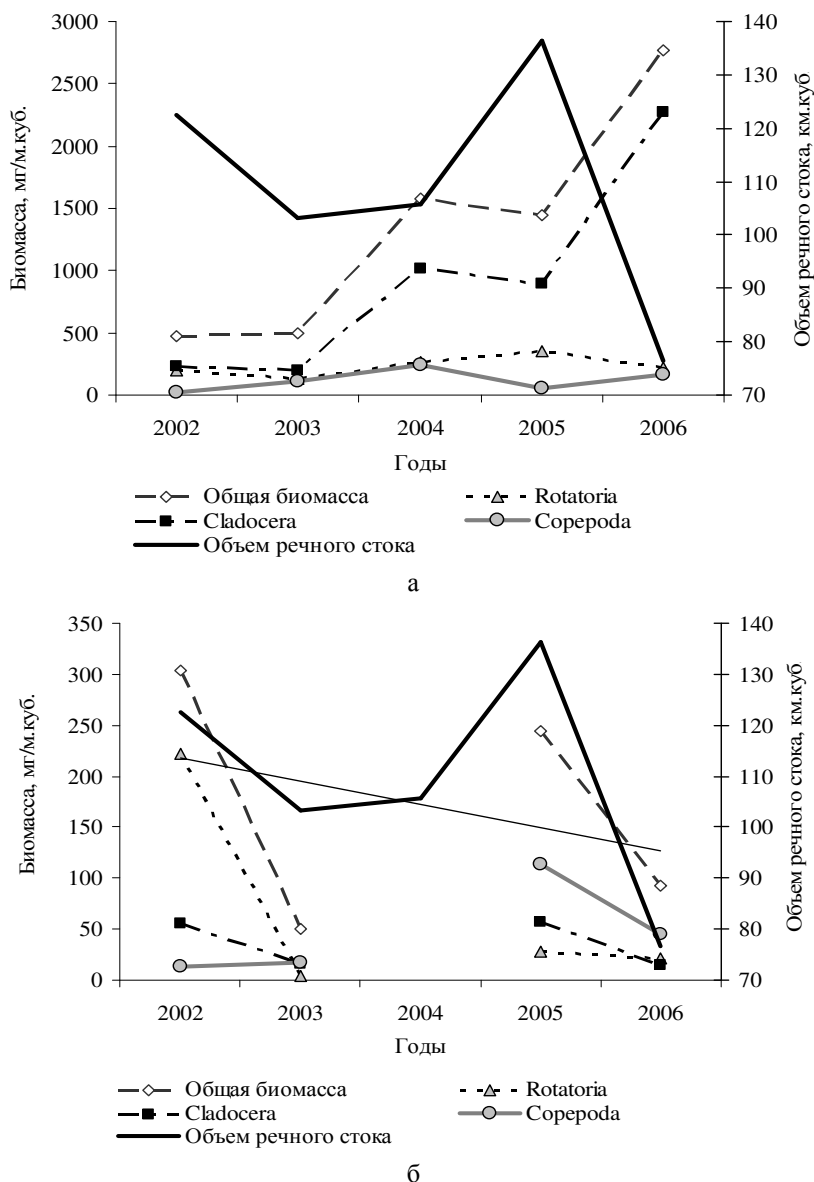 3000
2500
2000
1500
1000
500
0
Биомасса, мг/м.куб.
140
130
120
110
100
90
80
70
Объем речного стока, км.куб
2002 2003 2004 2005 2006
Годы
Общая биомасса Rotatoria
Cladocera Copepoda
Объем речного стока
а
350
300
250
200
150
100
50
0
Биомасса, мг/м.куб.
140
130
120
110
100
90
80
70
Объем речного стока, км.куб
2002 2003 2004 2005 2006
Годы
Общая биомасса Rotatoria
Cladocera Copepoda
Объем речного стока
б